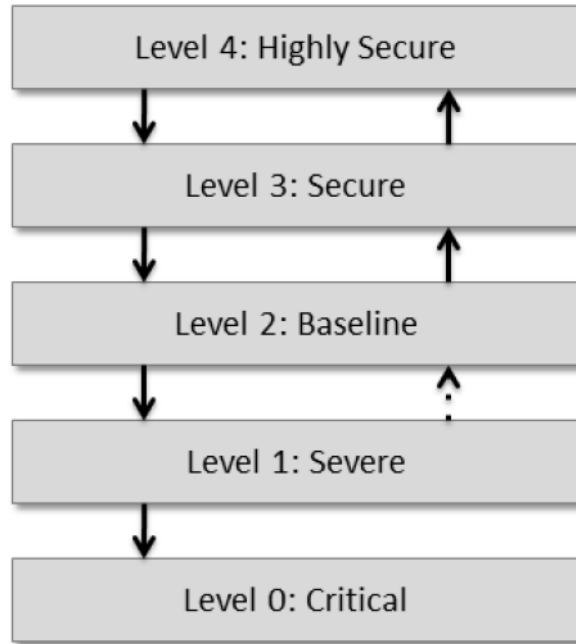 Level 4: Highly Secure
Level 3: Secure
Level 2: Baseline
Level 1: Severe
Level 0: Critical